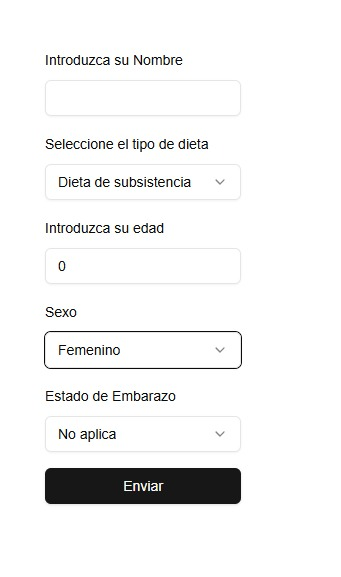 Introduzca su Nombre
Seleccione el tipo de dieta
Dieta de subsistencia
Introduzca su edad
0
Sexo
Femenino
Estado de Embarazo
No aplica
Enviar